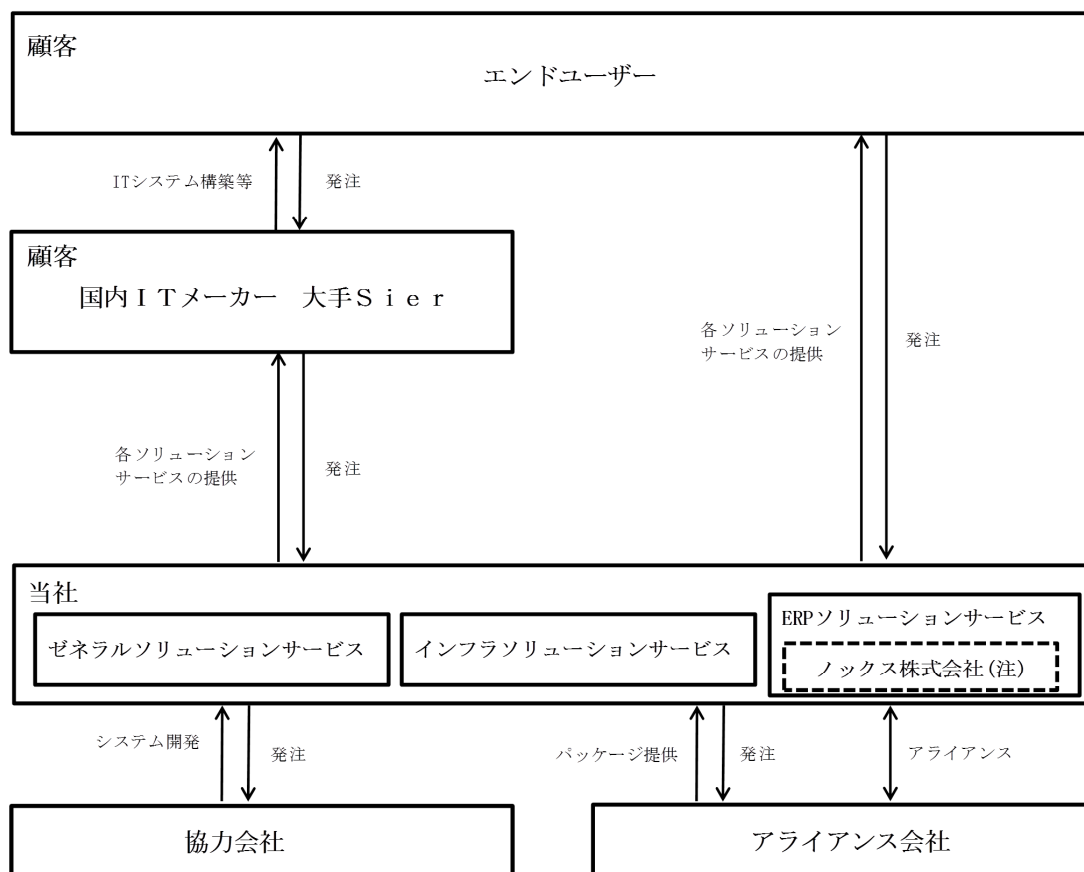 顧客
エンドユーザー
ITシステム構築等
発注
顧客
国内ITメーカー　大手Sier
各ソリューション
サービスの提供
発注
各ソリューション
サービスの提供
発注
当社
ゼネラルソリューションサービス
インフラソリューションサービス
ERPソリューションサービス
ノックス株式会社(注)
システム開発
発注
パッケージ提供
発注
アライアンス
協力会社
アライアンス会社